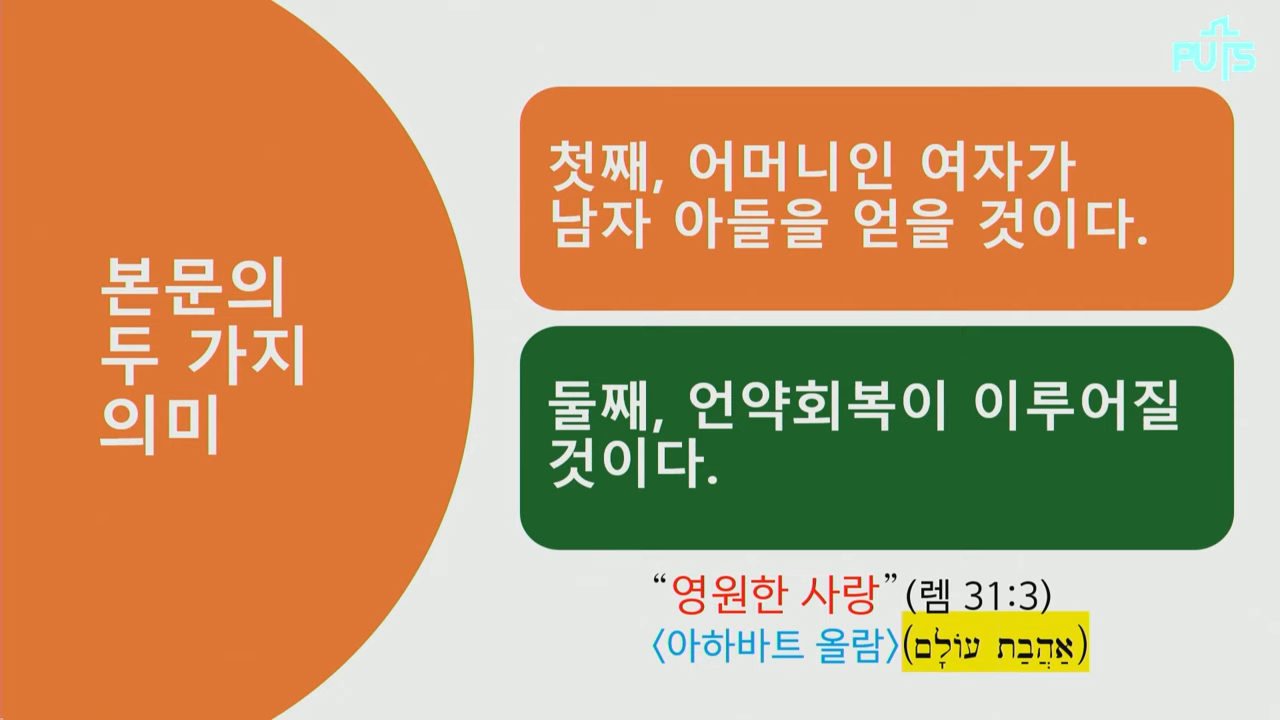 PUTS
본문의
두 가지
의미
첫째, 어머니인 여자가
남자 아들을 얻을 것이다.
둘째, 언약회복이 이루어질
것이다.
“영원한 사랑”(렘 31:3)
〈아하바트 올람〉(אַהֲבַת עוֹלָם)